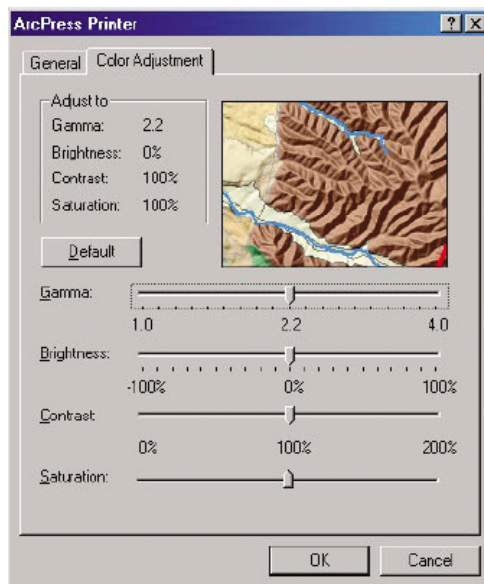 ArcPress Printer
General Color Adjustment
Adjust to
Gamma: 2.2
Brightness: 0%
Contrast: 100%
Saturation: 100%
Default
Gamma:
1.0 2.2 4.0
Brightness:
-100% 0% 100%
Contrast
0% 100% 200%
Saturation:
OK Cancel